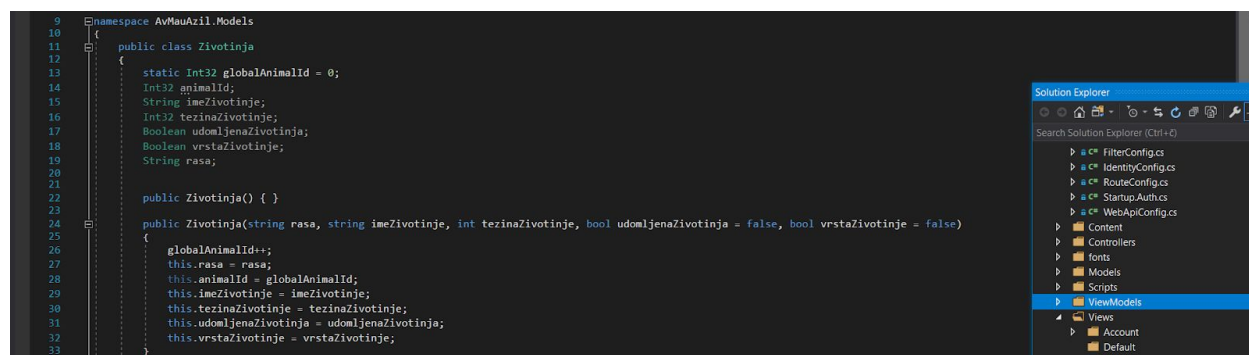 9 namespace AvMauAzil.Models
10 {
11 public class Zivotinja
12 {
13 static Int32 globalAnimalId = 0;
14 Int32 animalId;
15 String imeZivotinje;
16 Int32 tezinaZivotinje;
17 Boolean udomljenaZivotinja;
18 Boolean vrstaZivotinje;
19 String rasa;
20
21
22 public Zivotinja() { }
23
24 public Zivotinja(string rasa, string imeZivotinje, int tezinaZivotinje, bool udomljenaZivotinja = false, bool vrstaZivotinje = false)
25 {
26 globalAnimalId++;
27 this.rasa = rasa;
28 this.animalId = globalAnimalId;
29 this.imeZivotinje = imeZivotinje;
30 this.tezinaZivotinje = tezinaZivotinje;
31 this.udomljenaZivotinja = udomljenaZivotinja;
32 this.vrstaZivotinje = vrstaZivotinje;
33 }
Solution Explorer
Search Solution Explorer (Ctrl+č)
C# FilterConfig.cs
C# IdentityConfig.cs
C# RouteConfig.cs
C# Startup.Auth.cs
C# WebApiConfig.cs
Content
Controllers
fonts
Models
Scripts
ViewModels
Views
Account
Default